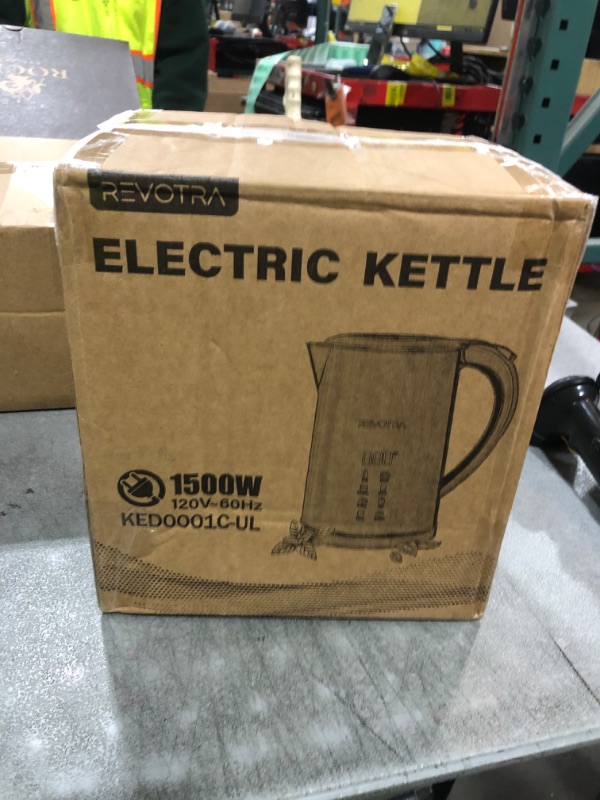 REVOTRA
ELECTRIC KETTLE
REVOTRA
1500W
120V~60Hz
KED0001C-UL